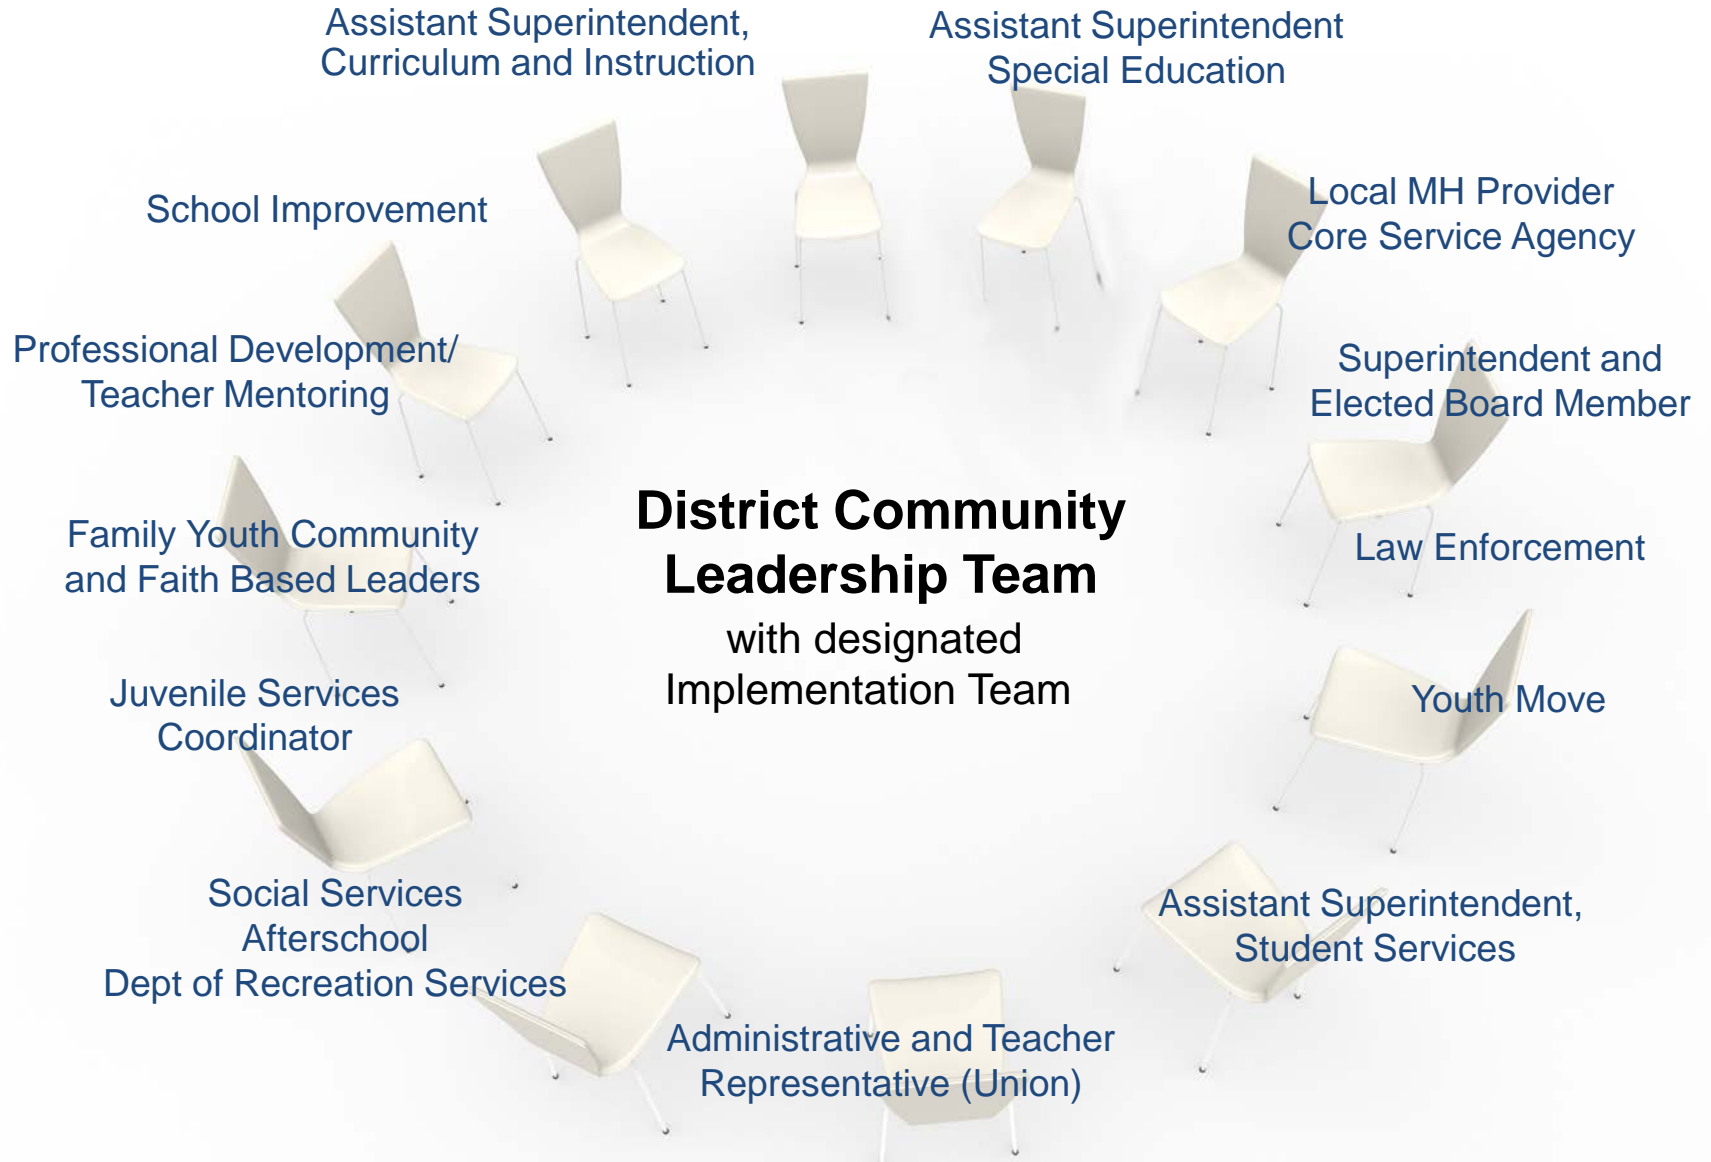 Assistant Superintendent,
Curriculum and Instruction
Assistant Superintendent
Special Education
School Improvement
Local MH Provider
Core Service Agency
Professional Development/
Teacher Mentoring
Superintendent and
Elected Board Member
District Community
Leadership Team
with designated
Implementation Team
Family Youth Community
and Faith Based Leaders
Law Enforcement
Juvenile Services
Coordinator
Youth Move
Social Services
Afterschool
Dept of Recreation Services
Assistant Superintendent,
Student Services
Administrative and Teacher
Representative (Union)